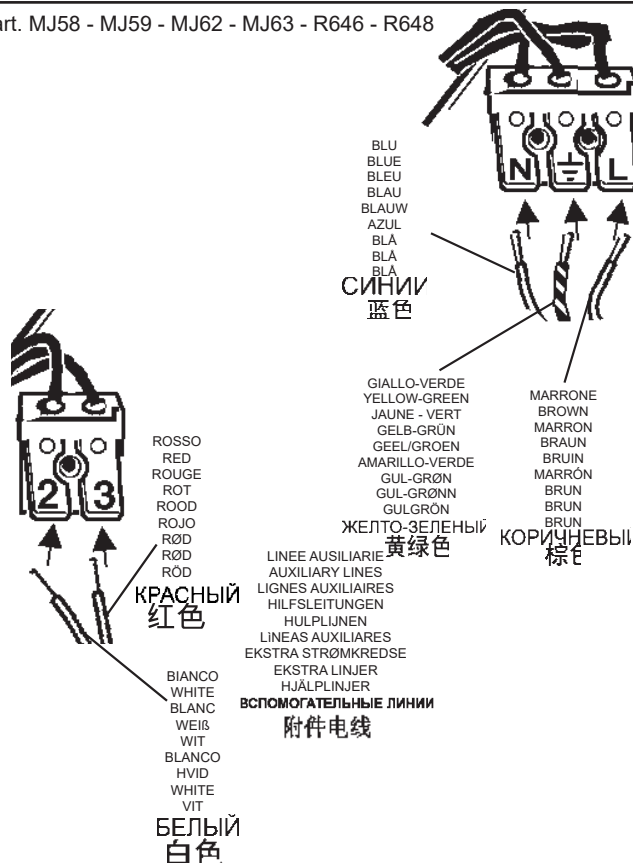 art. MJ58 - MJ59 - MJ62 - MJ63 - R646 - R648
N L
BLU
BLUE
BLEU
BLAU
BLAUW
AZUL
BLÅ
BLÅ
BLÅ
СИНИЙ
蓝色
2 3
ROSSO
RED
ROUGE
ROT
ROOD
ROJO
RØD
RØD
RÖD
КРАСНЫЙ
红色
GIALLO-VERDE
YELLOW-GREEN
JAUNE - VERT
GELB-GRÜN
GEEL/GROEN
AMARILLO-VERDE
GUL-GRØN
GUL-GRØNN
GULGRÖN
ЖЕЛТО-ЗЕЛЕНЫЙ
黄绿色
MARRONE
BROWN
MARRON
BRAUN
BRUIN
MARRÓN
BRUN
BRUN
BRUN
КОРИЧНЕВЫЙ
棕色
LINEE AUSILIARIE
AUXILIARY LINES
LIGNES AUXILIAIRES
HILFSLEITUNGEN
HULPLIJNEN
LíNEAS AUXILIARES
EKSTRA STRØMKREDSE
EKSTRA LINJER
HJÄLPLINJER
ВСПОМОГАТЕЛЬНЫЕ ЛИНИИ
附件电线
BIANCO
WHITE
BLANC
WEIß
WIT
BLANCO
HVID
WHITE
VIT
БЕЛЫЙ
白色